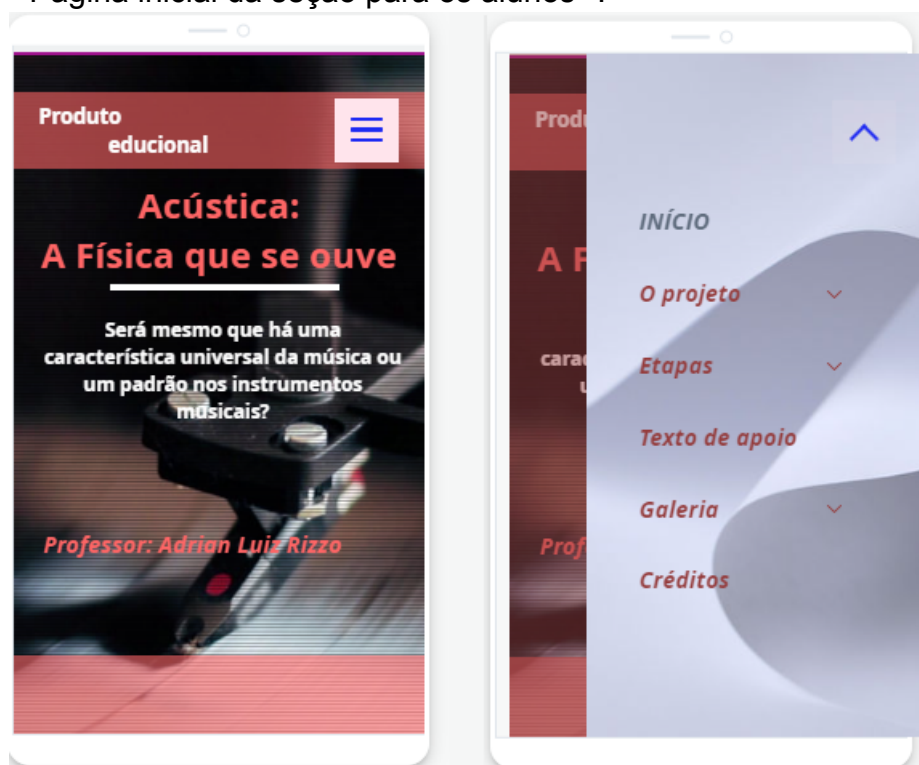 Produto
educional
Acústica:
A Física que se ouve
Será mesmo que há uma
característica universal da música ou
um padrão nos instrumentos
musicais?
Professor: Adrian Luiz Rizzo
Produ
A F
cara
Prof
INÍCIO
O projeto
Etapas
Texto de apoio
Galeria
Créditos